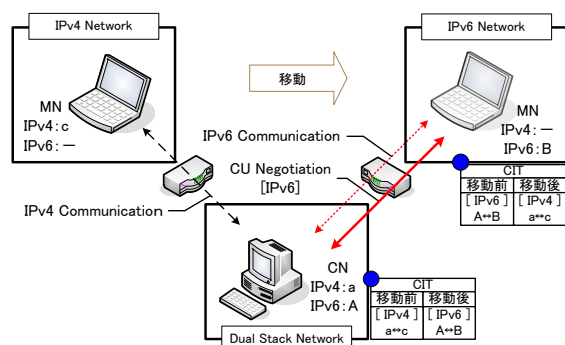 IPv4 Network
IPv6 Network
移動
MN
IPv4:c
IPv6:―
MN
IPv4:―
IPv6:B
IPv6 Communication
CU Negotiation
[IPv6]
IPv4 Communication
CIT
移動前 移動後
[ IPv6 ] [ IPv4 ]
A↔B a↔c
CN
IPv4:a
IPv6:A
CIT
移動前 移動後
[ IPv4 ] [ IPv6 ]
a↔c A↔B
Dual Stack Network